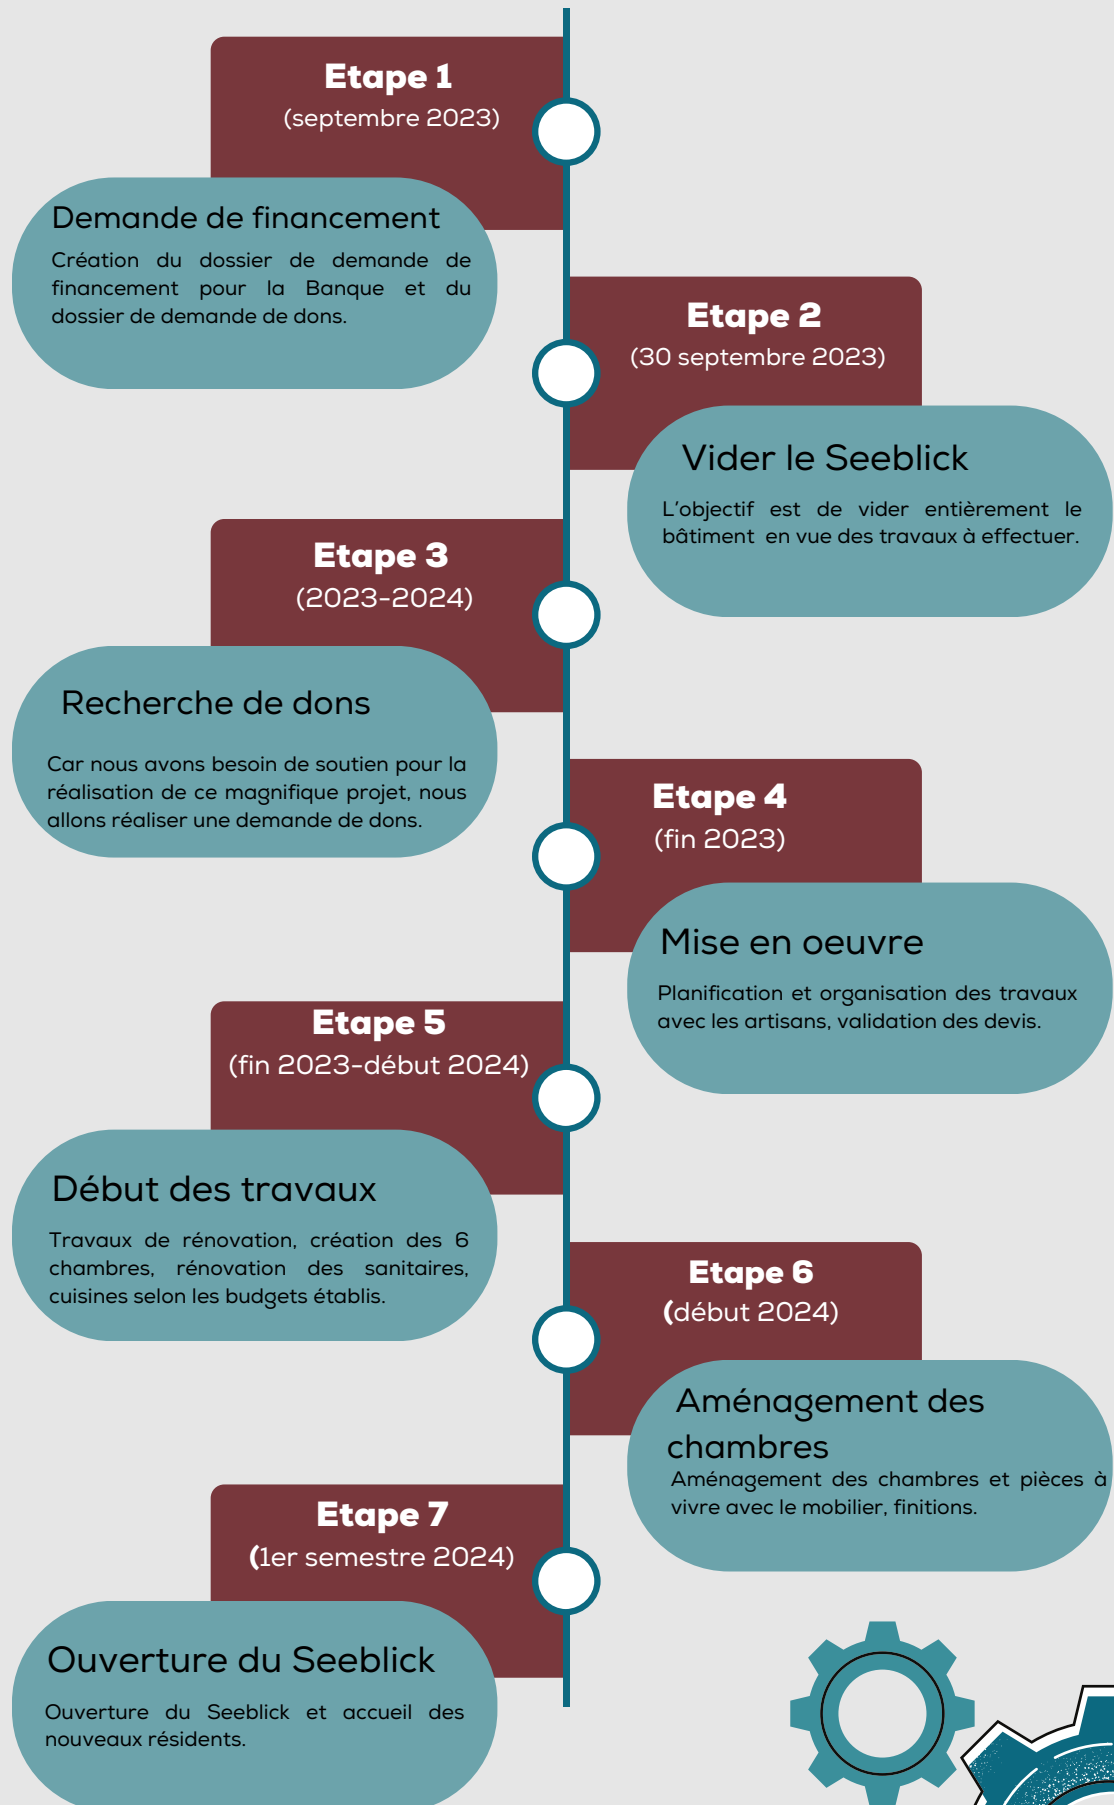 Etape 1
(septembre 2023)
Demande de financement
Création du dossier de demande de
financement pour la Banque et du
dossier de demande de dons.
Etape 2
(30 septembre 2023)
Vider le Seeblick
L'objectif est de vider entièrement le
bâtiment en vue des travaux à effectuer.
Etape 3
(2023-2024)
Recherche de dons
Car nous avons besoin de soutien pour la
réalisation de ce magnifique projet, nous
allons réaliser une demande de dons.
Etape 4
(fin 2023)
Mise en oeuvre
Planification et organisation des travaux
avec les artisans, validation des devis.
Etape 5
(fin 2023-début 2024)
Début des travaux
Travaux de rénovation, création des 6
chambres, rénovation des sanitaires,
cuisines selon les budgets établis.
Etape 6
(début 2024)
Aménagement des
chambres
Aménagement des chambres et pièces à
vivre avec le mobilier, finitions.
Etape 7
(1er semestre 2024)
Ouverture du Seeblick
Ouverture du Seeblick et accueil des
nouveaux résidents.